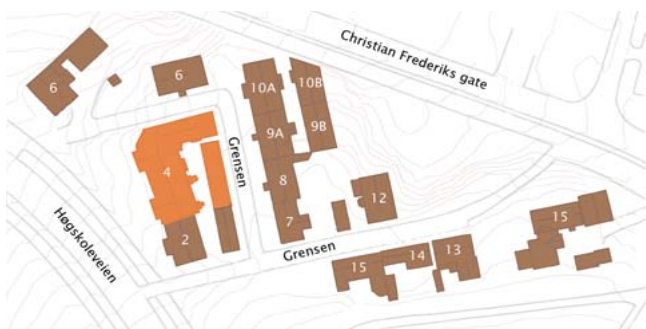 Christian Frederiks gate
6
6
10A
10B
9A
9B
Grensen
4
8
12
7
2
15
Høgskoleveien
Grensen
15
14
13